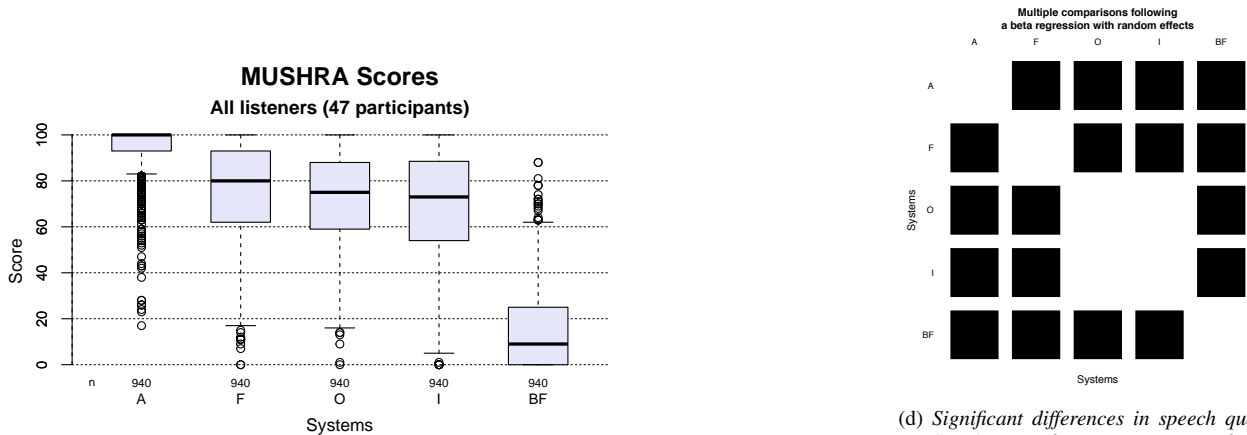 MUSHRA Scores
All listeners (47 participants)
Score
100
80
60
40
20
0
n 940 940 940 940 940
A F O I BF
Systems
Multiple comparisons following
a beta regression with random effects
A F O I BF
A
F
O
I
BF
Systems
Systems
(d) Significant differences in speech qu